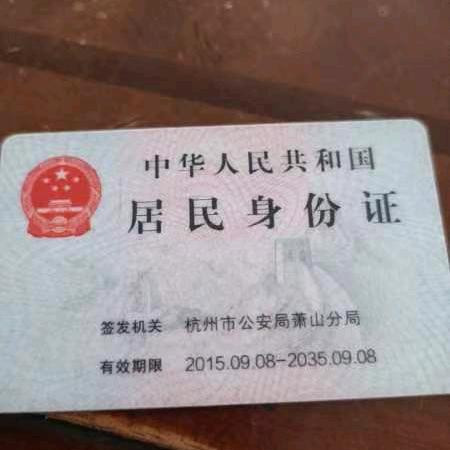 中华人民共和国
居民身份证
签发机关 杭州市公安局萧山分局
有效期限 2015.09.08-2035.09.08